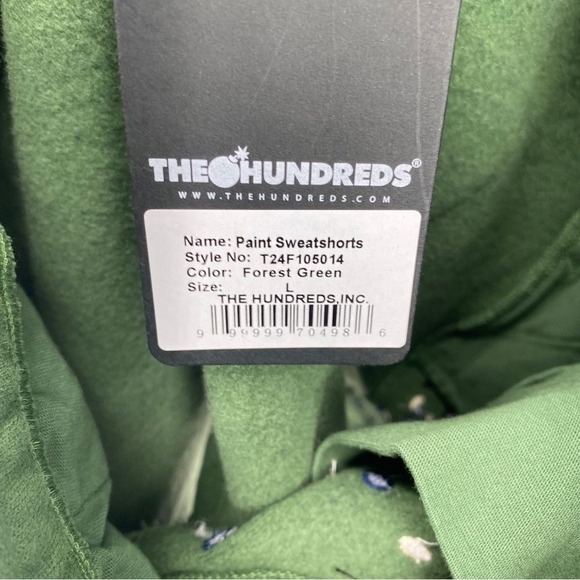 THE HUNDREDS®
WWW.THEHUNDREDS.COM
Name: Paint Sweatshorts
Style No: T24F105014
Color: Forest Green
Size: L
THE HUNDREDS,INC.
9 99999 70498 6